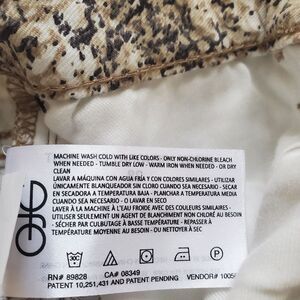 MACHINE WASH COLD WITH LIKE COLORS - ONLY NON-CHLORINE BLEACH
WHEN NEEDED - TUMBLE DRY LOW - WARM IRON WHEN NEEDED - OR DRY
CLEAN
LAVAR A MÁQUINA CON AGUA FRÍA Y CON COLORES SIMILARES - UTILIZAR
ÚNICAMENTE BLANQUEADOR SIN CLORO CUANDO SEA NECESARIO - SECAR
EN SECADORA A TEMPERATURA BAJA - PLANCHAR A TEMPERATURA MEDIA
CUANDO SEA NECESARIO - O LAVAR EN SECO
LAVAGE EN MACHINE À L'EAU FROIDE AVEC DES COULEURS SIMILAIRES -
UTILISER SEULEMENT UN AGENT DE BLANCHIMENT NON CHLORÉ AU BESOIN
- SÉCHER PAR CULBUTAGE À BASSE TEMPÉRATURE - REPASSER À
TEMPÉRATURE MOYENNE AU BESOIN - OU NETTOYER À SEC
30°C
RN# 89828 CA# 08349
PATENT 10,251,431 AND PATENT PENDING VENDOR#